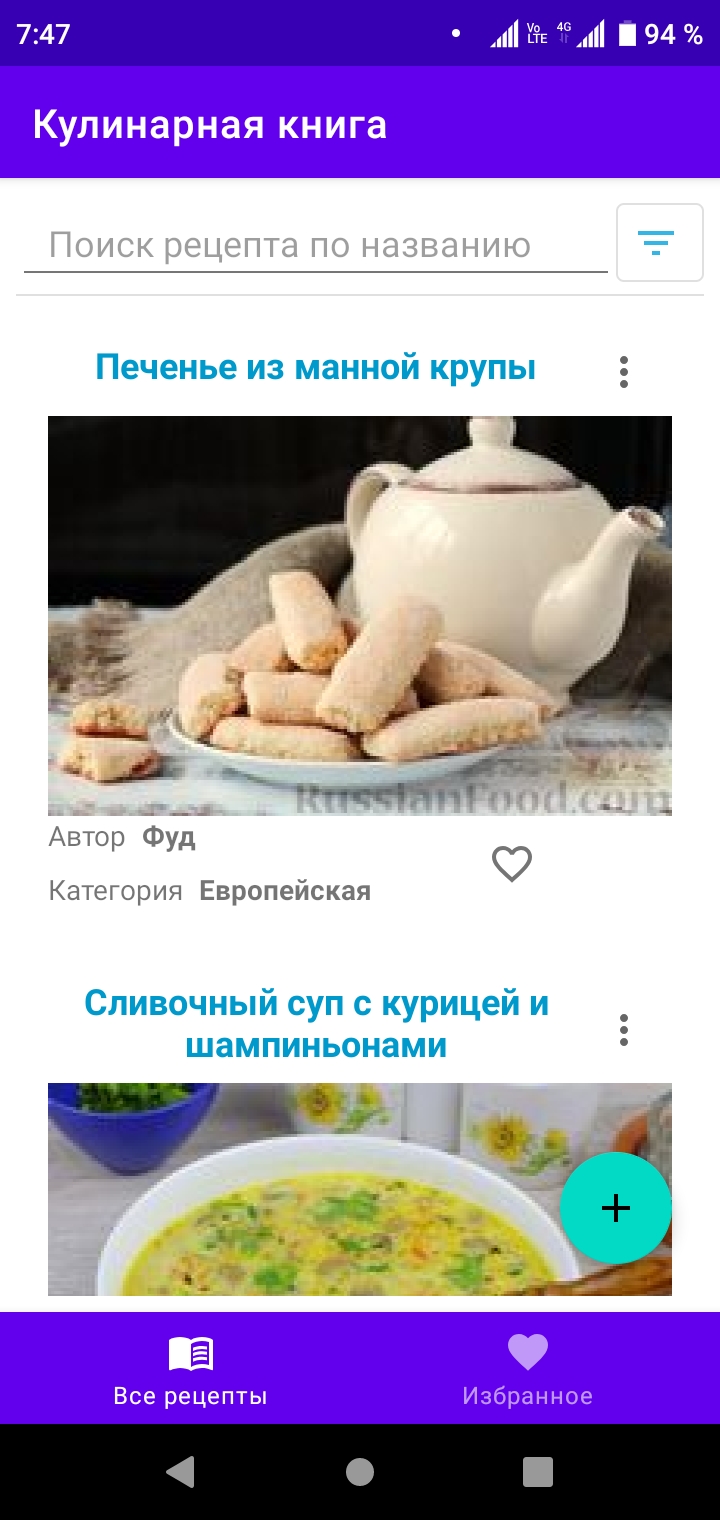 7:47
Vo LTE 4G 94 %
Кулинарная книга
Поиск рецепта по названию
Печенье из манной крупы
RussianFood.com
Автор Фуд
Категория Европейская
Сливочный суп с курицей и
шампиньонами
Все рецепты
Избранное